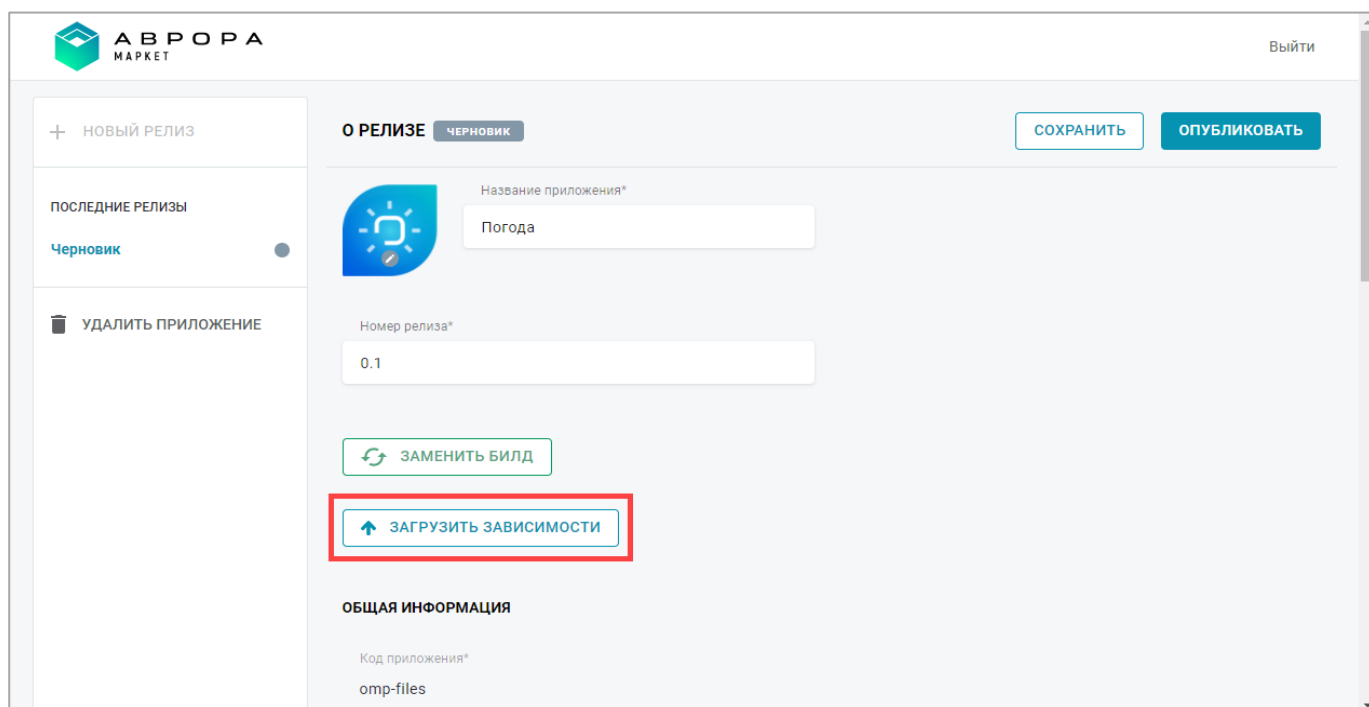 АВРОРА
МАРКЕТ
Выйти
НОВЫЙ РЕЛИЗ
ПОСЛЕДНИЕ РЕЛИЗЫ
Черновик
УДАЛИТЬ ПРИЛОЖЕНИЕ
О РЕЛИЗЕ ЧЕРНОВИК
СОХРАНИТЬ ОПУБЛИКОВАТЬ
Название приложения*
Погода
Номер релиза*
0.1
ЗАМЕНИТЬ БИЛД
ЗАГРУЗИТЬ ЗАВИСИМОСТИ
ОБЩАЯ ИНФОРМАЦИЯ
Код приложения*
omp-files